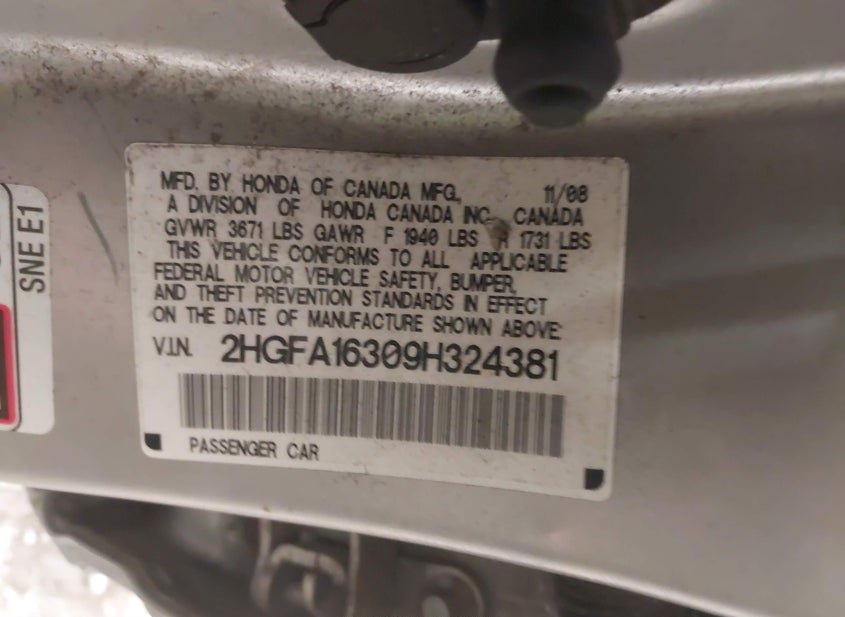 MFD. BY HONDA OF CANADA MFG., 11/08
A DIVISION OF HONDA CANADA INC., CANADA
GVWR 3671 LBS GAWR F 1940 LBS R 1731 LBS
THIS VEHICLE CONFORMS TO ALL APPLICABLE
FEDERAL MOTOR VEHICLE SAFETY, BUMPER,
AND THEFT PREVENTION STANDARDS IN EFFECT
ON THE DATE OF MANUFACTURE SHOWN ABOVE.
V.I.N. 2HGFA16309H324381
PASSENGER CAR
SNE E1